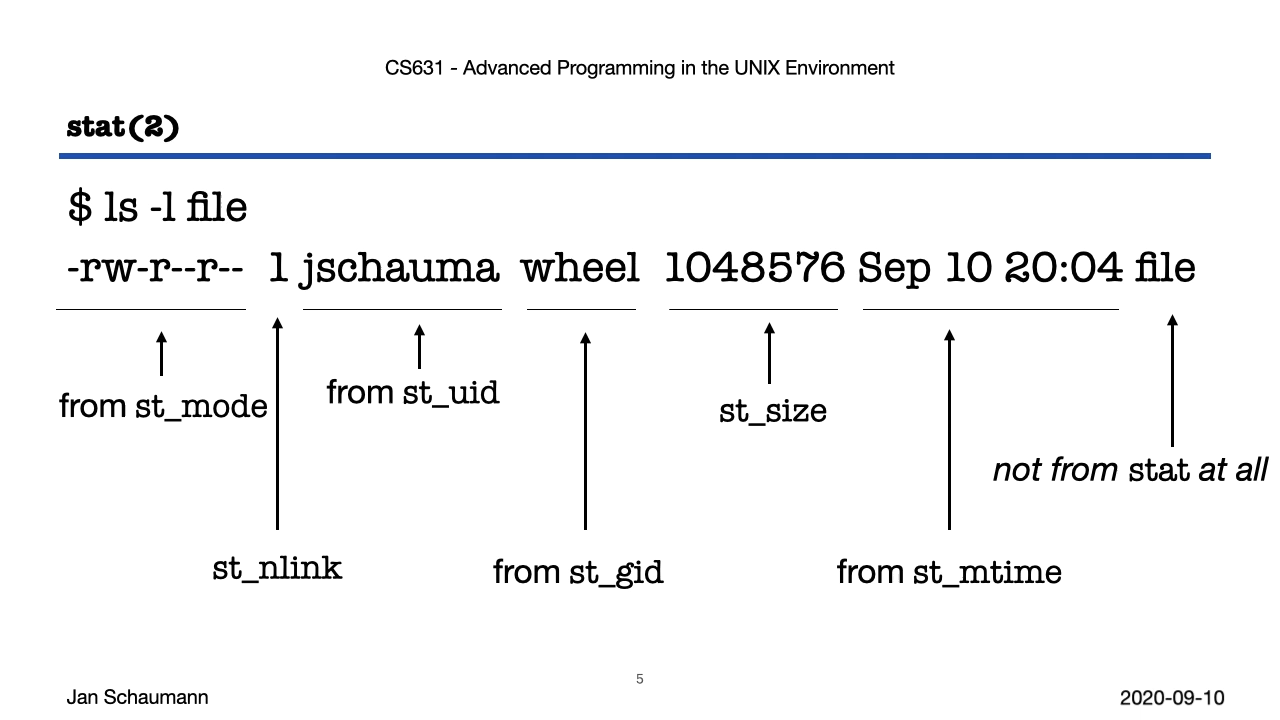 CS631 - Advanced Programming in the UNIX Environment
stat(2)
$ ls -l file
-rw-r--r-- 1 jschauma wheel 1048576 Sep 10 20:04 file
from st_mode
from st_uid
st_size
not from stat at all
st_nlink
from st_gid
from st_mtime
5
Jan Schaumann
2020-09-10